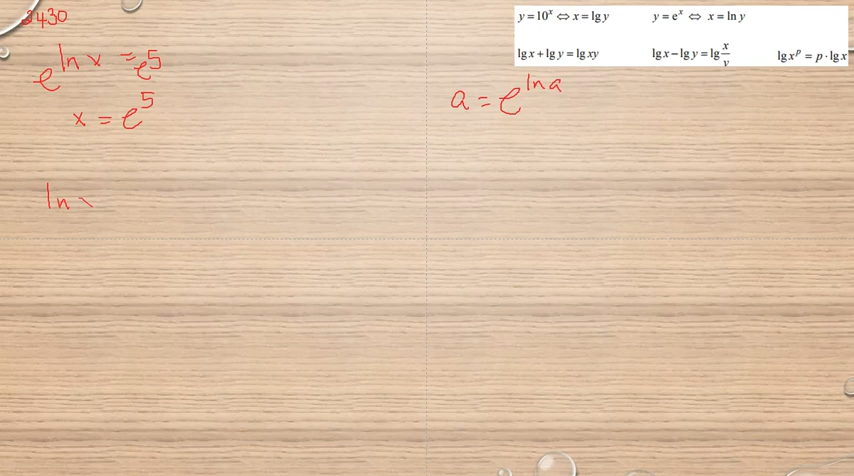 3430
e^{ln x} = e^5
x = e^5
ln x
a = e^{ln a}
y = 10^x ⇔ x = lg y
y = e^x ⇔ x = ln y
lg x + lg y = lg xy
lg x − lg y = lg x/y
lg x^p = p · lg x